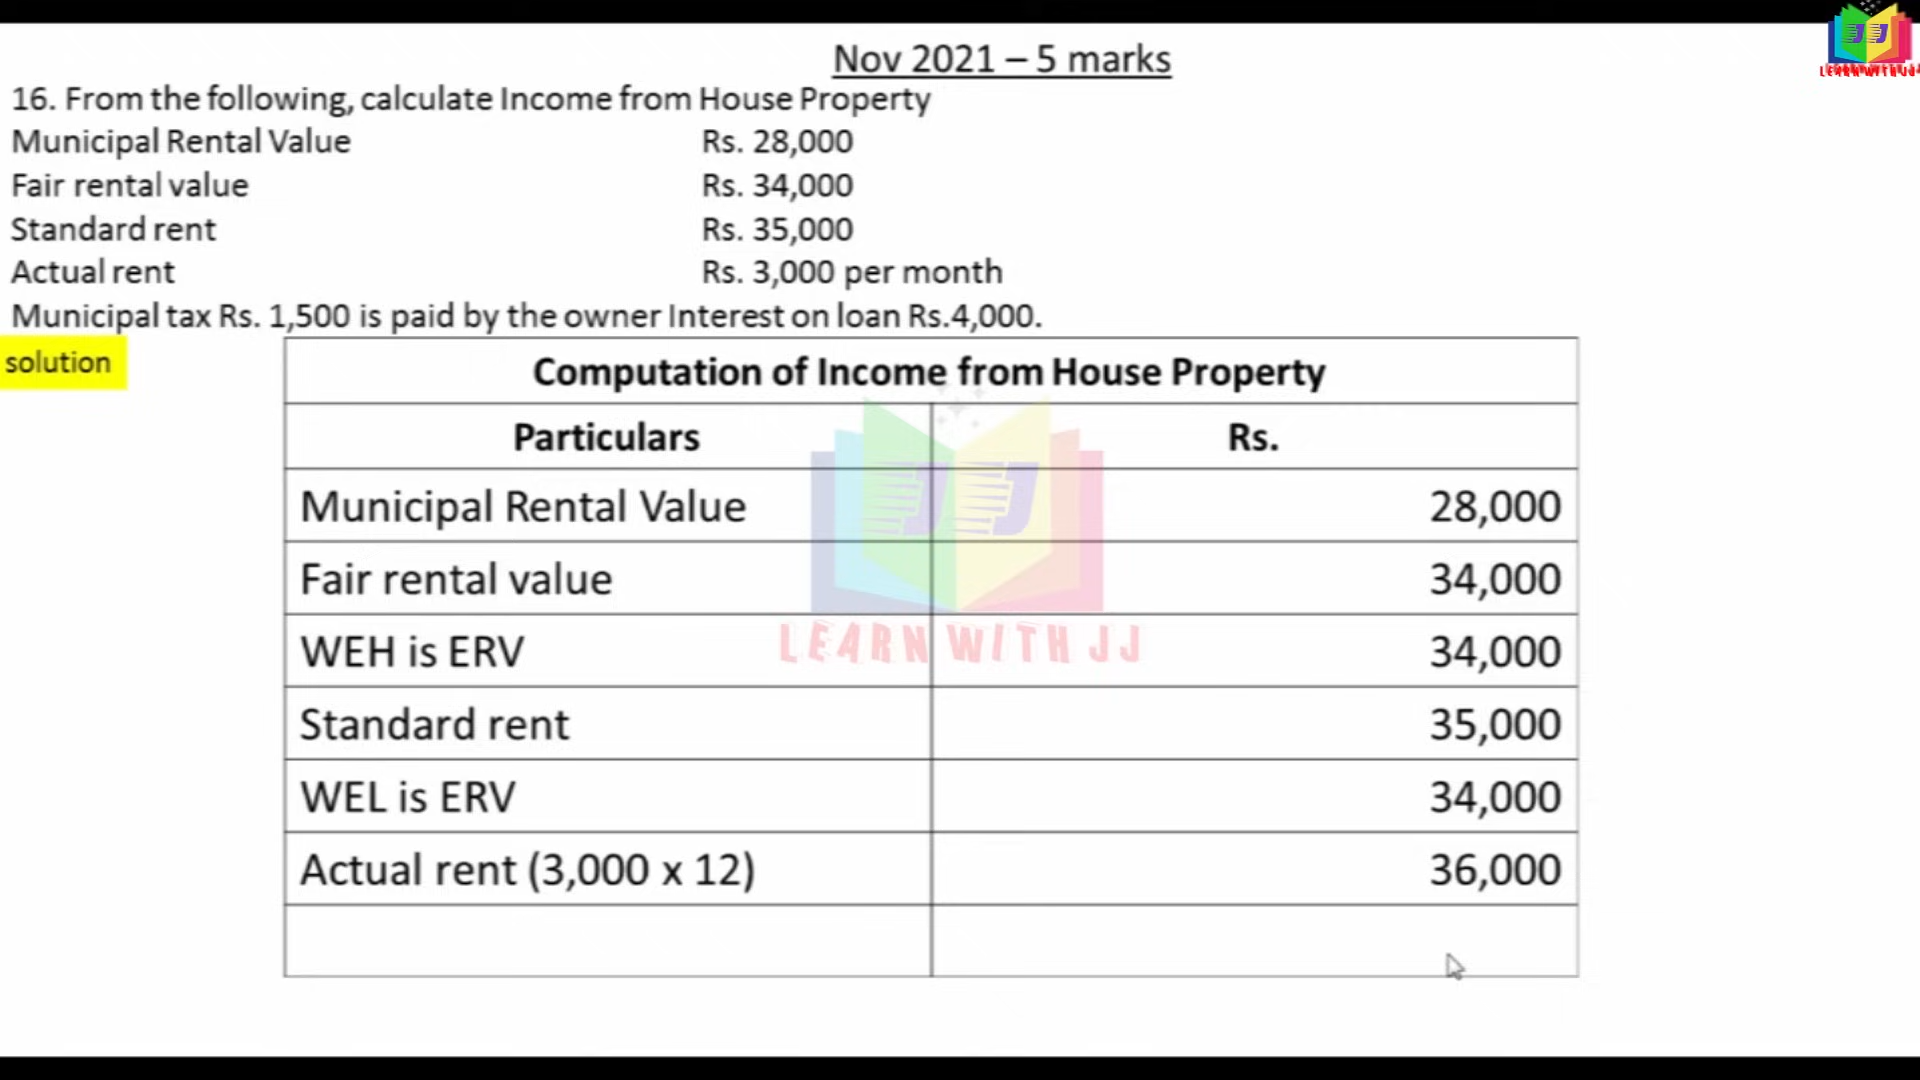 Nov 2021 – 5 marks
16. From the following, calculate Income from House Property
Municipal Rental Value Rs. 28,000
Fair rental value Rs. 34,000
Standard rent Rs. 35,000
Actual rent Rs. 3,000 per month
Municipal tax Rs. 1,500 is paid by the owner Interest on loan Rs.4,000.
solution
Computation of Income from House Property
Particulars Rs.
Municipal Rental Value 28,000
Fair rental value 34,000
WEH is ERV 34,000
Standard rent 35,000
WEL is ERV 34,000
Actual rent (3,000 x 12) 36,000
JJ
LEARN WITH JJ
JJ
LEARN WITH JJ